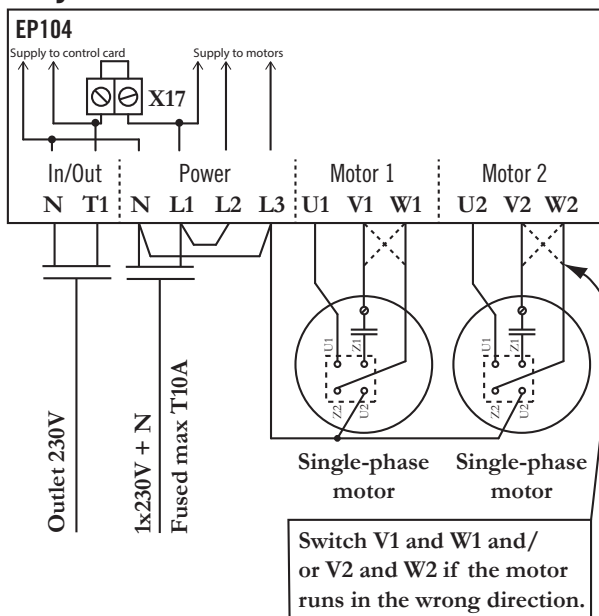 EP104
Supply to control card
Supply to motors
X17
In/Out
Power
Motor 1
Motor 2
N T1 N L1 L2 L3 U1 V1 W1 U2 V2 W2
U1 Z1
Z2 U2
U1 Z1
Z2 U2
Outlet 230V
1x230V + N
Fused max T10A
Single-phase
motor
Single-phase
motor
Switch V1 and W1 and/
or V2 and W2 if the motor
runs in the wrong direction.